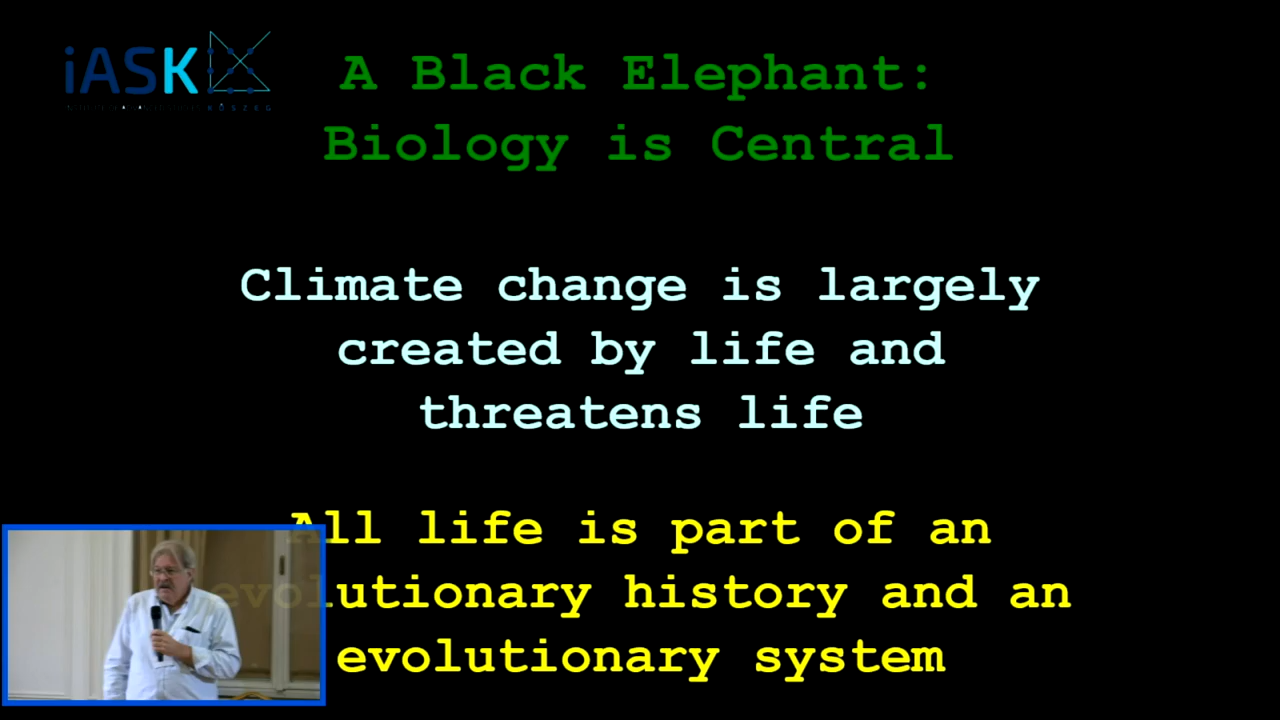 iASK
KŐSZEG
A Black Elephant:
Biology is Central
Climate change is largely
created by life and
threatens life
All life is part of an
evolutionary history and an
evolutionary system